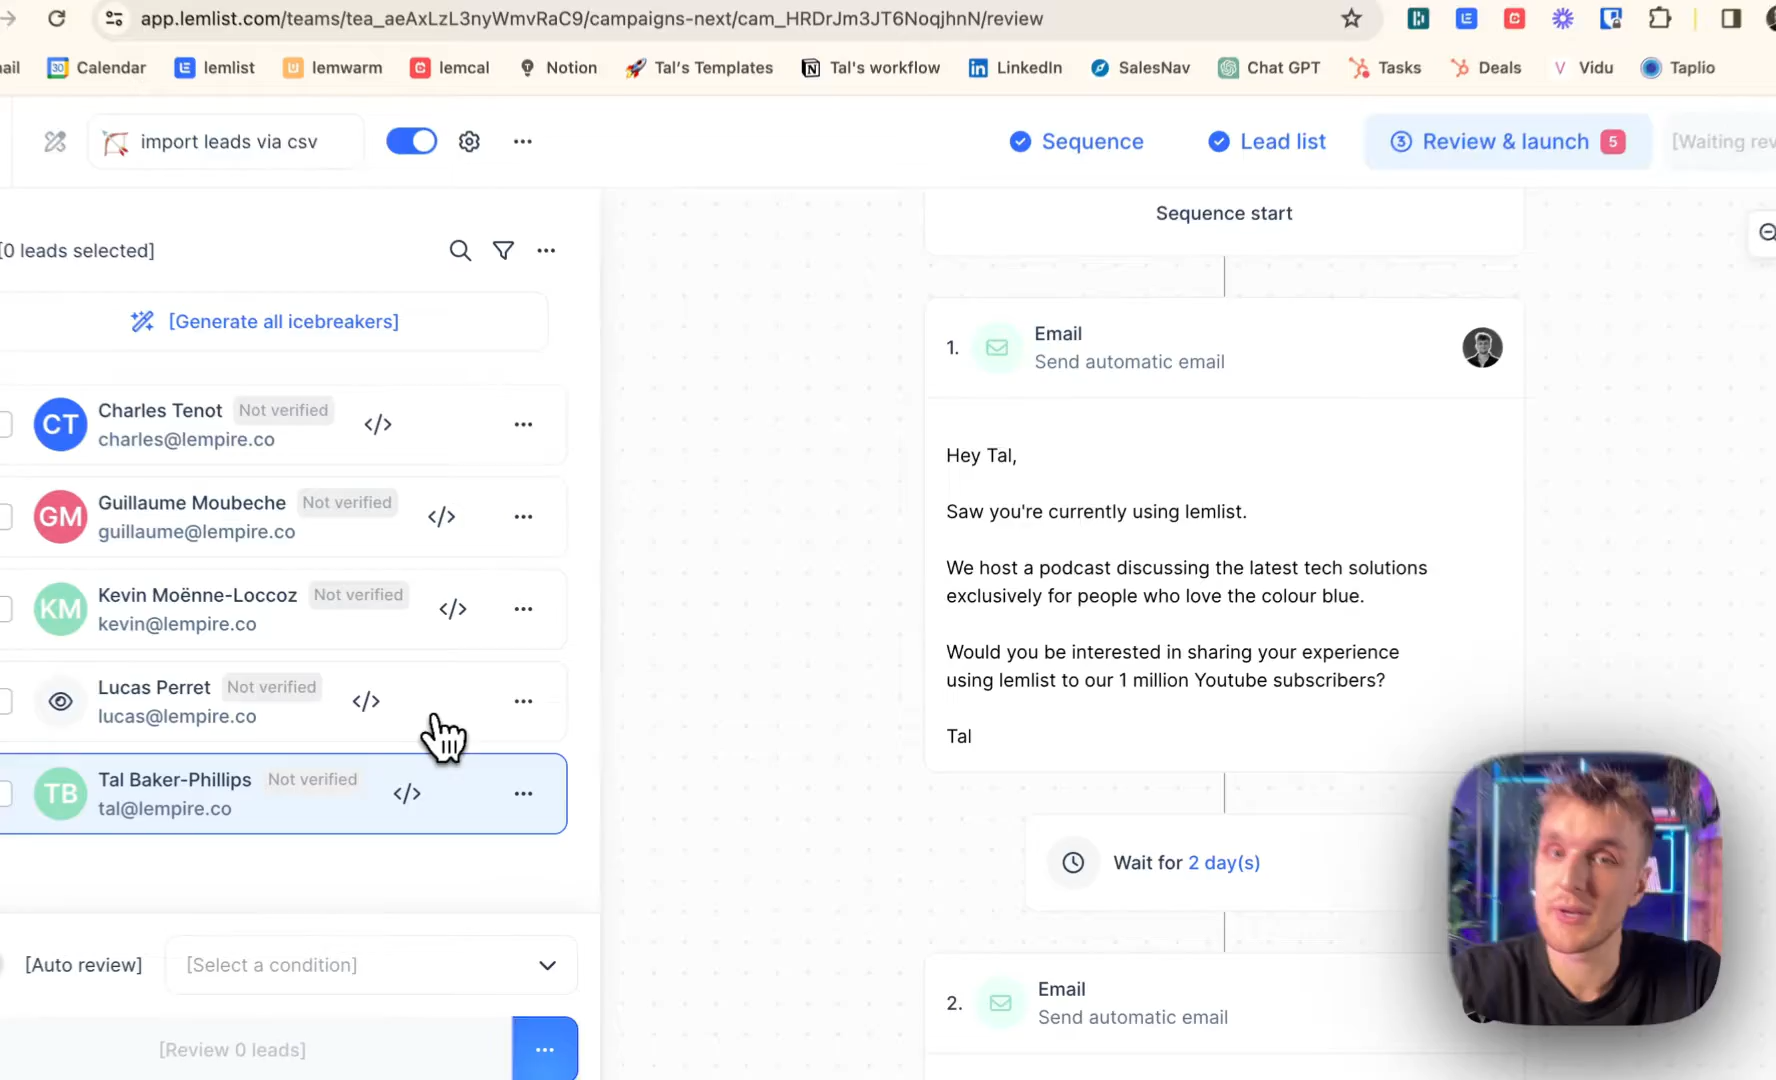 app.lemlist.com/teams/tea_aeAxLzL3nyWmvRaC9/campaigns-next/cam_HRDrJm3JT6NoqjhnN/review
ail
30 Calendar
lemlist
lemwarm
lemcal
Notion
Tal's Templates
Tal's workflow
LinkedIn
SalesNav
Chat GPT
Tasks
Deals
V Vidu
Taplio
import leads via csv
Sequence
Lead list
3 Review & launch 5
[Waiting rev
[0 leads selected]
[Generate all icebreakers]
CT
Charles Tenot Not verified
charles@lempire.co
</>
GM
Guillaume Moubeche Not verified
guillaume@lempire.co
</>
KM
Kevin Moënne-Loccoz Not verified
kevin@lempire.co
</>
Lucas Perret Not verified
lucas@lempire.co
</>
TB
Tal Baker-Phillips Not verified
tal@lempire.co
</>
[Auto review]
[Select a condition]
[Review 0 leads]
Sequence start
1.
Email
Send automatic email
Hey Tal,
Saw you're currently using lemlist.
We host a podcast discussing the latest tech solutions
exclusively for people who love the colour blue.
Would you be interested in sharing your experience
using lemlist to our 1 million Youtube subscribers?
Tal
Wait for 2 day(s)
2.
Email
Send automatic email